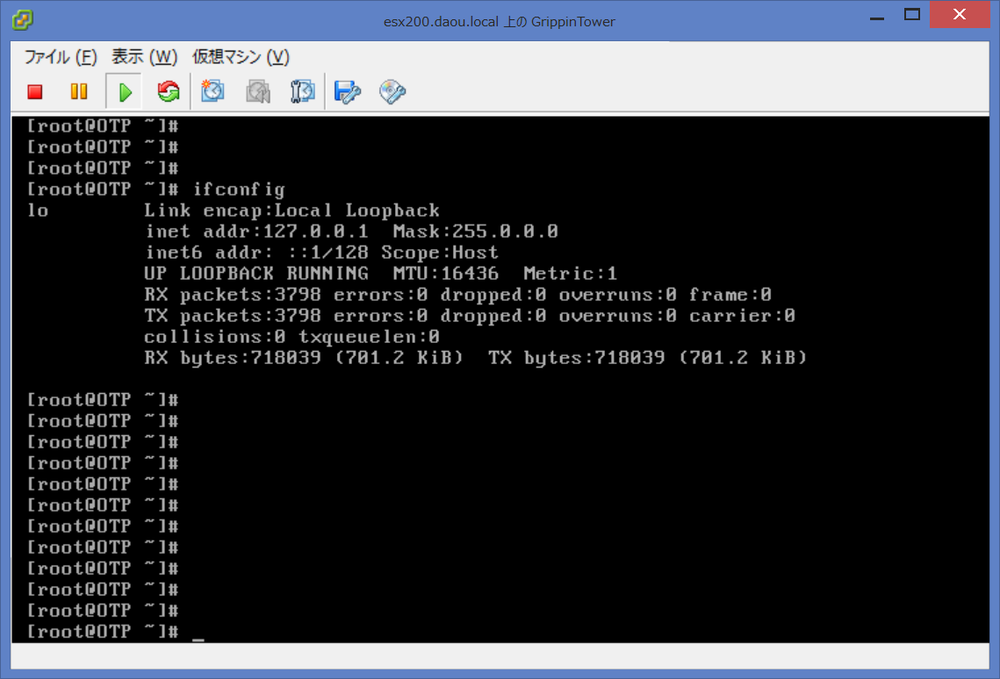 esx200.daou.local 上の GrippinTower
ファイル (F) 表示 (W) 仮想マシン (V)
[root@OTP ~]#
[root@OTP ~]#
[root@OTP ~]#
[root@OTP ~]# ifconfig
lo Link encap:Local Loopback
inet addr:127.0.0.1 Mask:255.0.0.0
inet6 addr: ::1/128 Scope:Host
UP LOOPBACK RUNNING MTU:16436 Metric:1
RX packets:3798 errors:0 dropped:0 overruns:0 frame:0
TX packets:3798 errors:0 dropped:0 overruns:0 carrier:0
collisions:0 txqueuelen:0
RX bytes:718039 (701.2 KiB) TX bytes:718039 (701.2 KiB)
[root@OTP ~]#
[root@OTP ~]#
[root@OTP ~]#
[root@OTP ~]#
[root@OTP ~]#
[root@OTP ~]#
[root@OTP ~]#
[root@OTP ~]#
[root@OTP ~]#
[root@OTP ~]#
[root@OTP ~]#
[root@OTP ~]# _